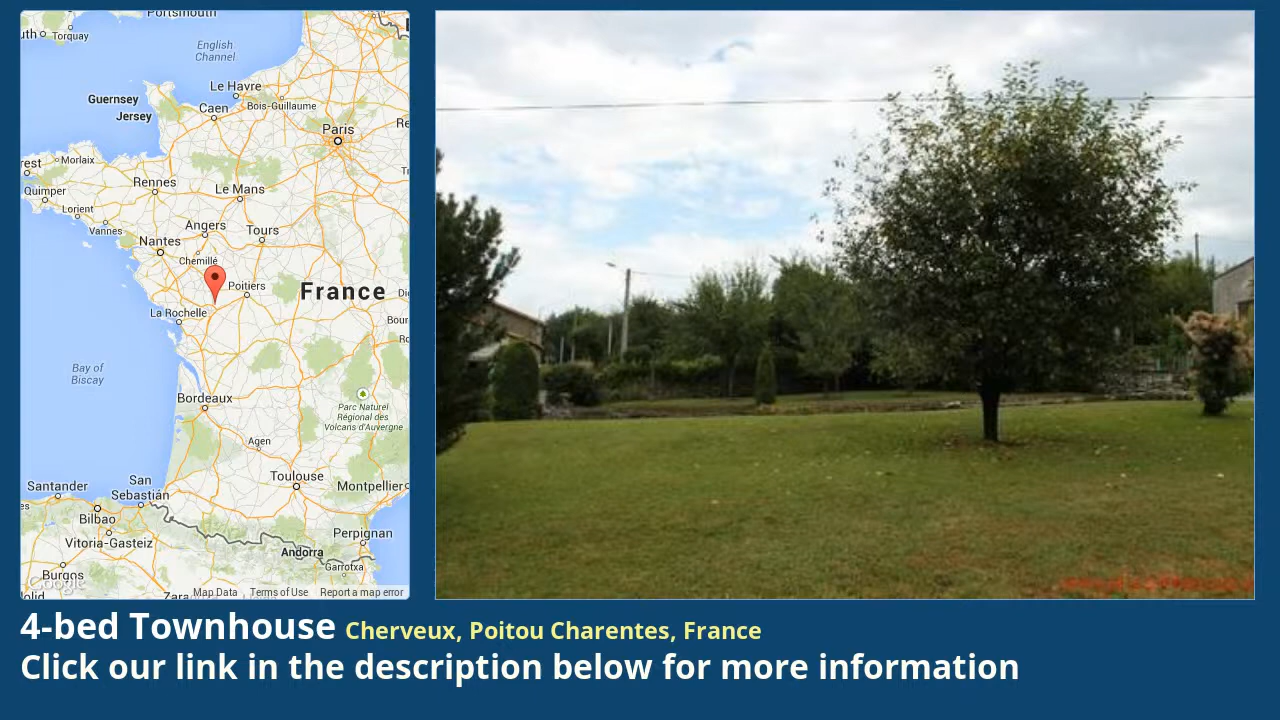 Portsmouth
Torquay
English
Channel
Le Havre
Guernsey
Caen
Bois-Guillaume
Jersey
Paris
Morlaix
Rennes
Le Mans
Quimper
Lorient
Vannes
Angers
Tours
Nantes
Chemillé
Poitiers
France
La Rochelle
Bay of
Biscay
Bordeaux
Parc Naturel
Régional des
Volcans d'Auvergne
Agen
Toulouse
San
Sebastián
Santander
Montpellier
Bilbao
Vitoria-Gasteiz
Perpignan
Andorra
Garrotxa
Burgos
Google
Map Data Terms of Use Report a map error
4-bed Townhouse Cherveux, Poitou Charentes, France
Click our link in the description below for more information